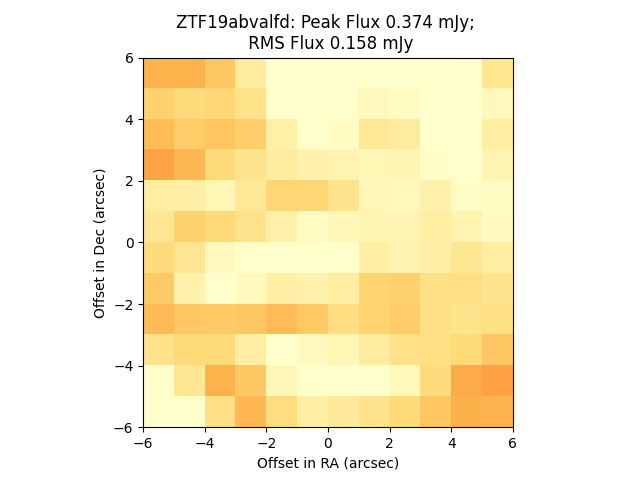 ZTF19abvalfd: Peak Flux 0.374 mJy;
RMS Flux 0.158 mJy
6
4
2
0
−2
−4
−6
Offset in Dec (arcsec)
−6 −4 −2 0 2 4 6
Offset in RA (arcsec)